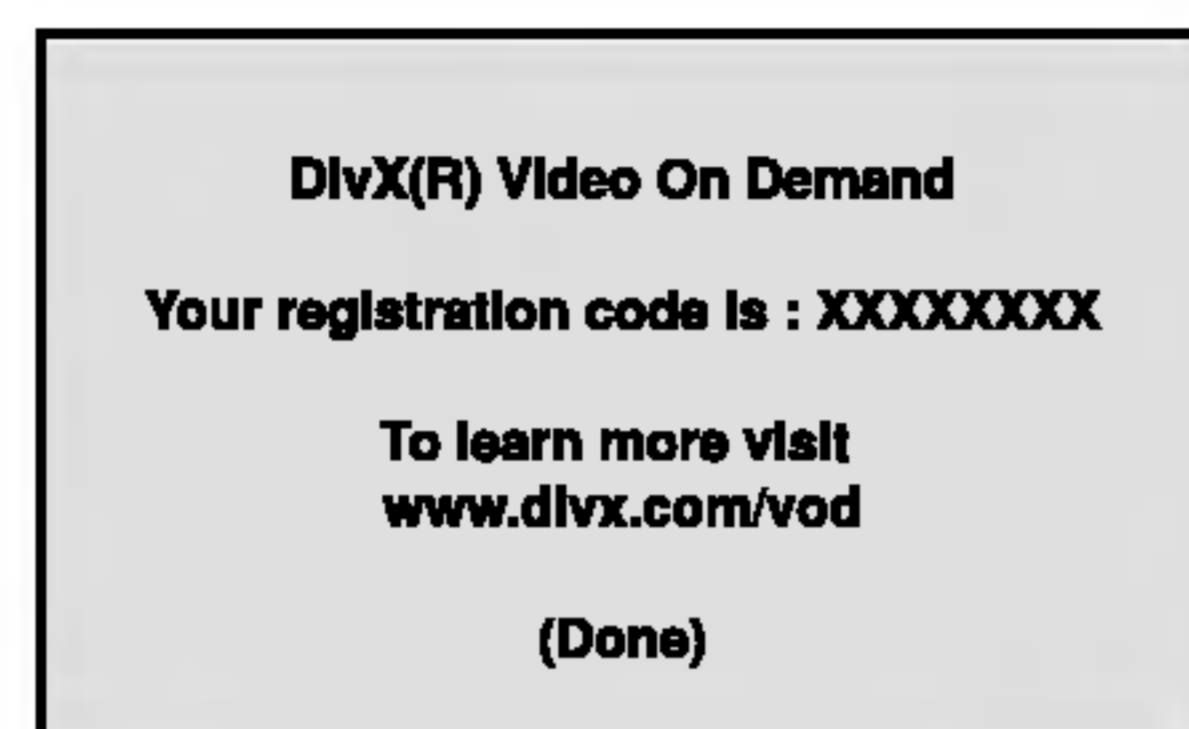 DivX(R) Video On Demand
Your registration code is : XXXXXXXX
To learn more visit
www.divx.com/vod
(Done)